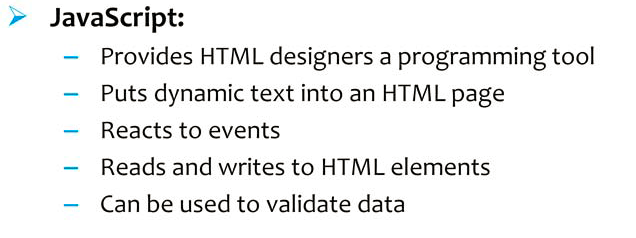 JavaScript:
– Provides HTML designers a programming tool
– Puts dynamic text into an HTML page
– Reacts to events
– Reads and writes to HTML elements
– Can be used to validate data